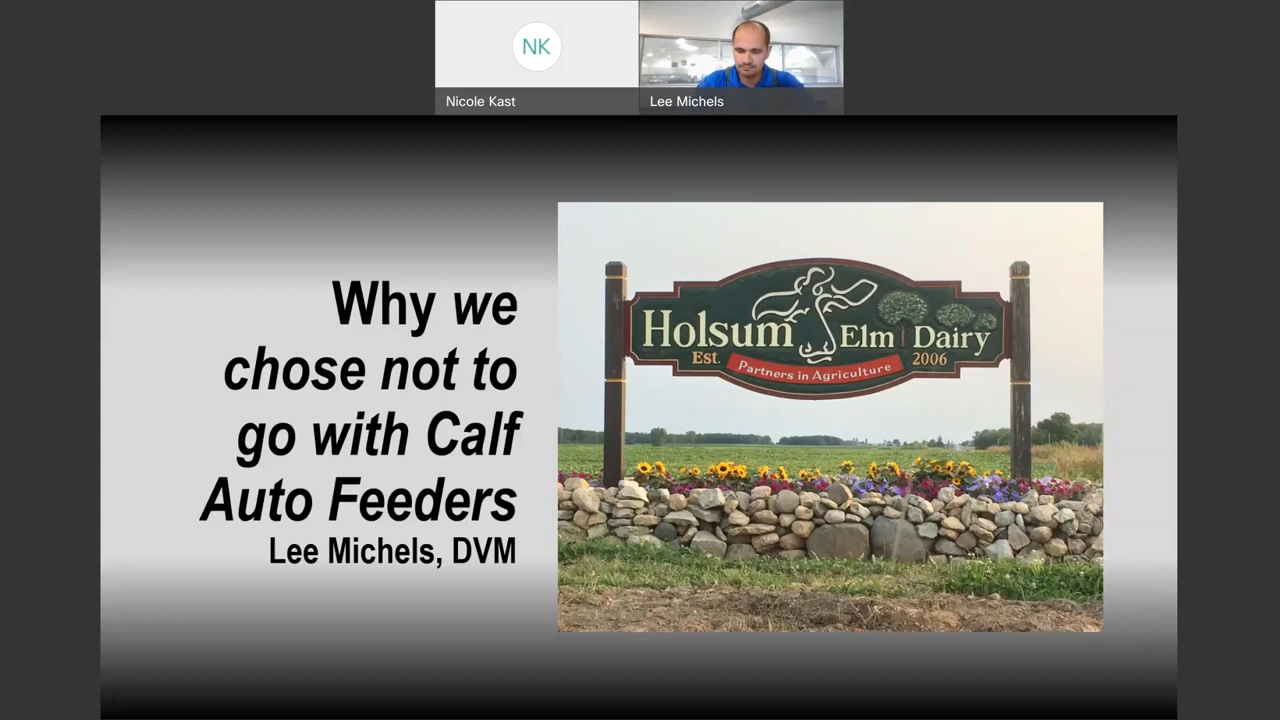 NK
Nicole Kast
Lee Michels
Why we
chose not to
go with Calf
Auto Feeders
Lee Michels, DVM
Holsum Elm Dairy
Est. 2006
Partners in Agriculture